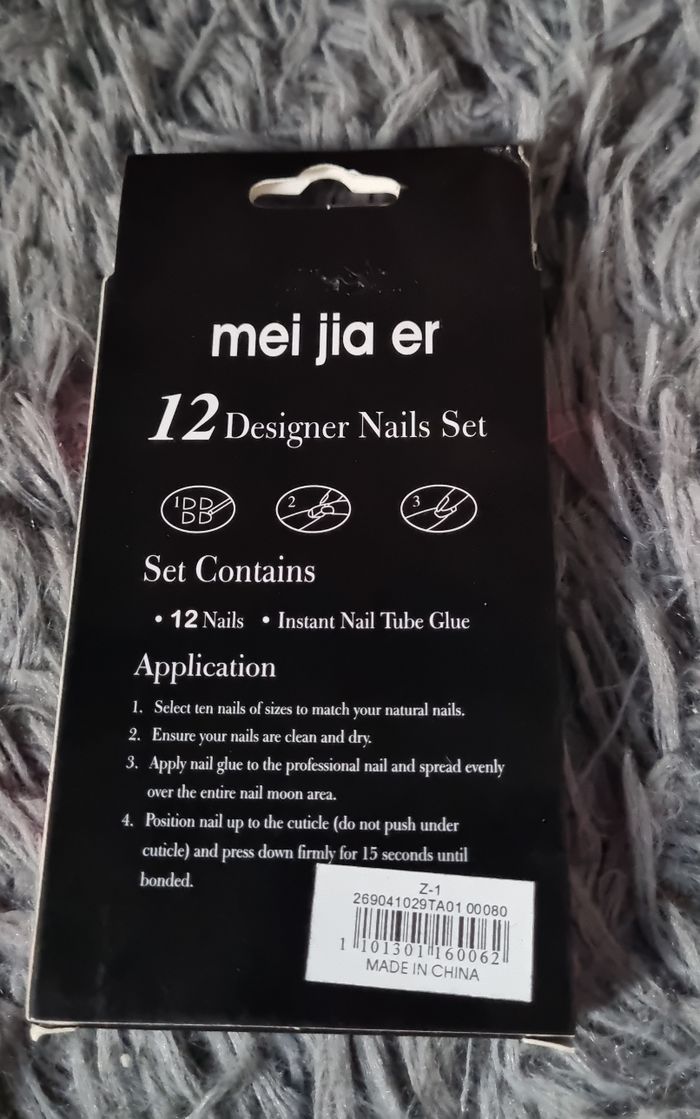 mei jia er
12 Designer Nails Set
1 2 3
Set Contains
• 12 Nails • Instant Nail Tube Glue
Application
1. Select ten nails of sizes to match your natural nails.
2. Ensure your nails are clean and dry.
3. Apply nail glue to the professional nail and spread evenly
over the entire nail moon area.
4. Position nail up to the cuticle (do not push under
cuticle) and press down firmly for 15 seconds until
bonded.
Z-1
269041029TA01 00080
1 101301 160062
MADE IN CHINA